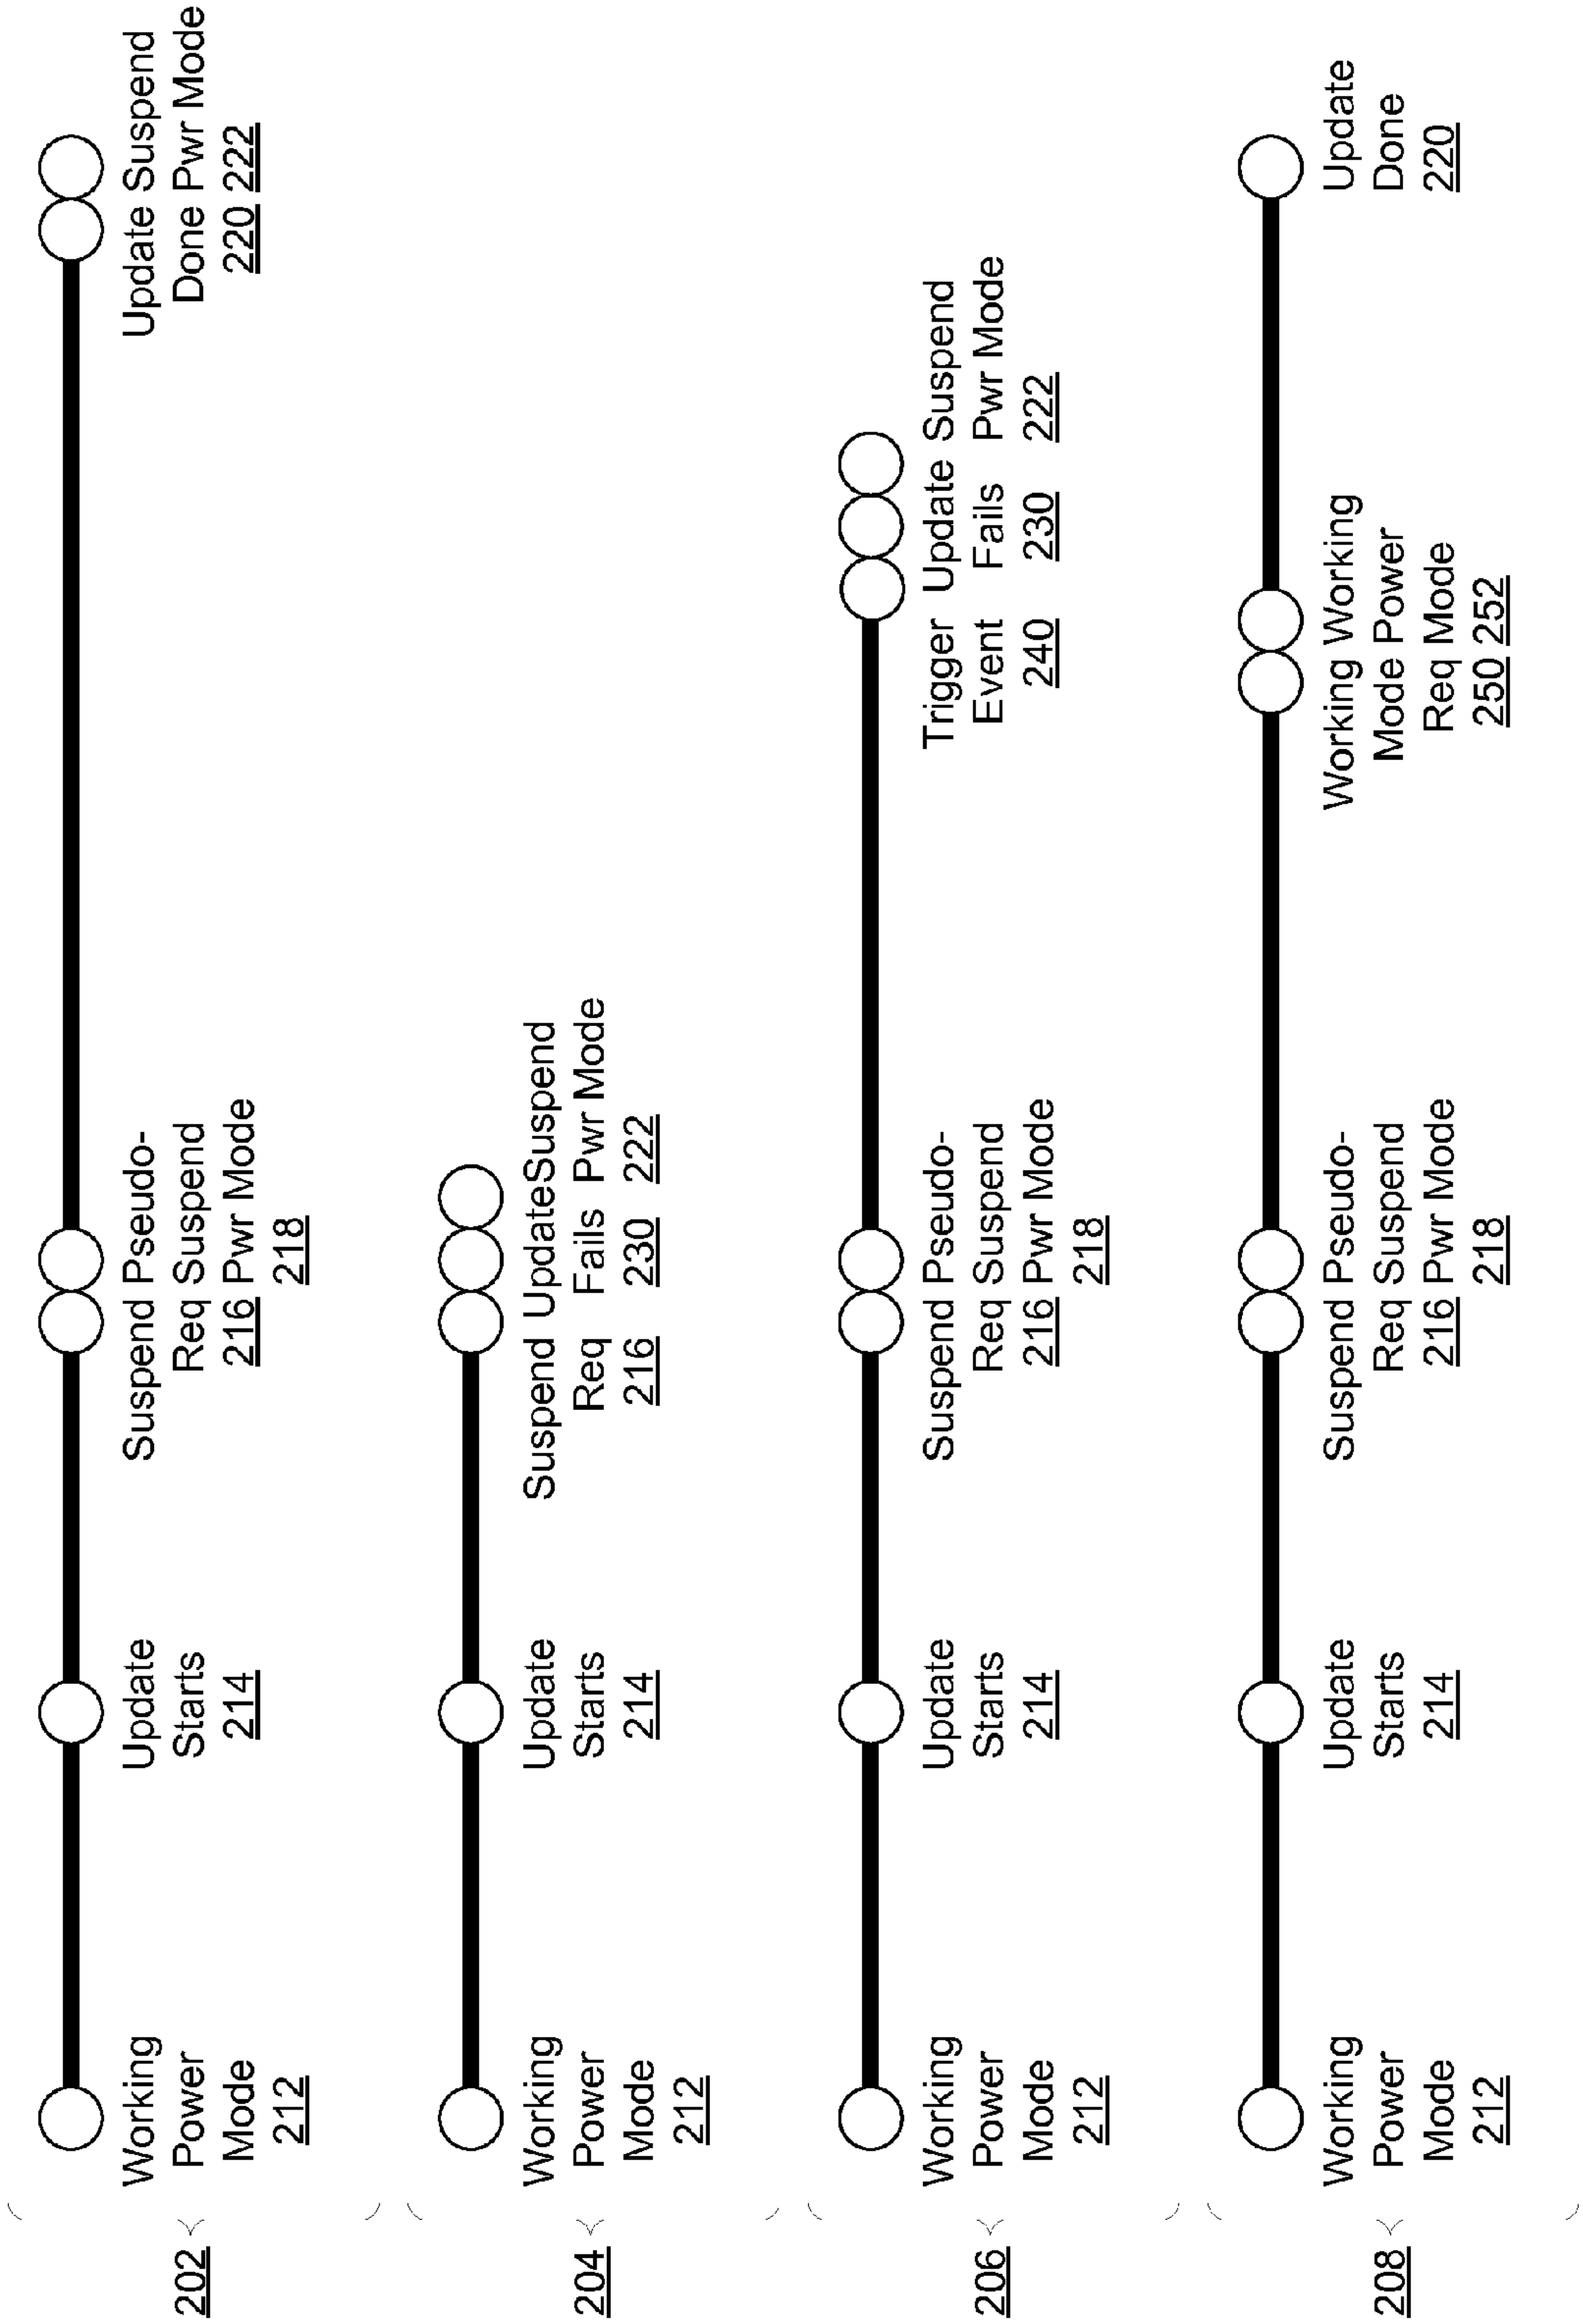 202
Working
Power
Mode
212
Update
Starts
214
Suspend
Req
216
Pseudo-
Suspend
Pwr Mode
218
Update
Done
220
Suspend
Pwr Mode
222
204
Working
Power
Mode
212
Update
Starts
214
Suspend
Req
216
Update
Fails
230
Suspend
Pwr Mode
222
206
Working
Power
Mode
212
Update
Starts
214
Suspend
Req
216
Pseudo-
Suspend
Pwr Mode
218
Trigger
Event
240
Update
Fails
230
Suspend
Pwr Mode
222
208
Working
Power
Mode
212
Update
Starts
214
Suspend
Req
216
Pseudo-
Suspend
Pwr Mode
218
Working
Mode
Req
250
Working
Power
Mode
252
Update
Done
220